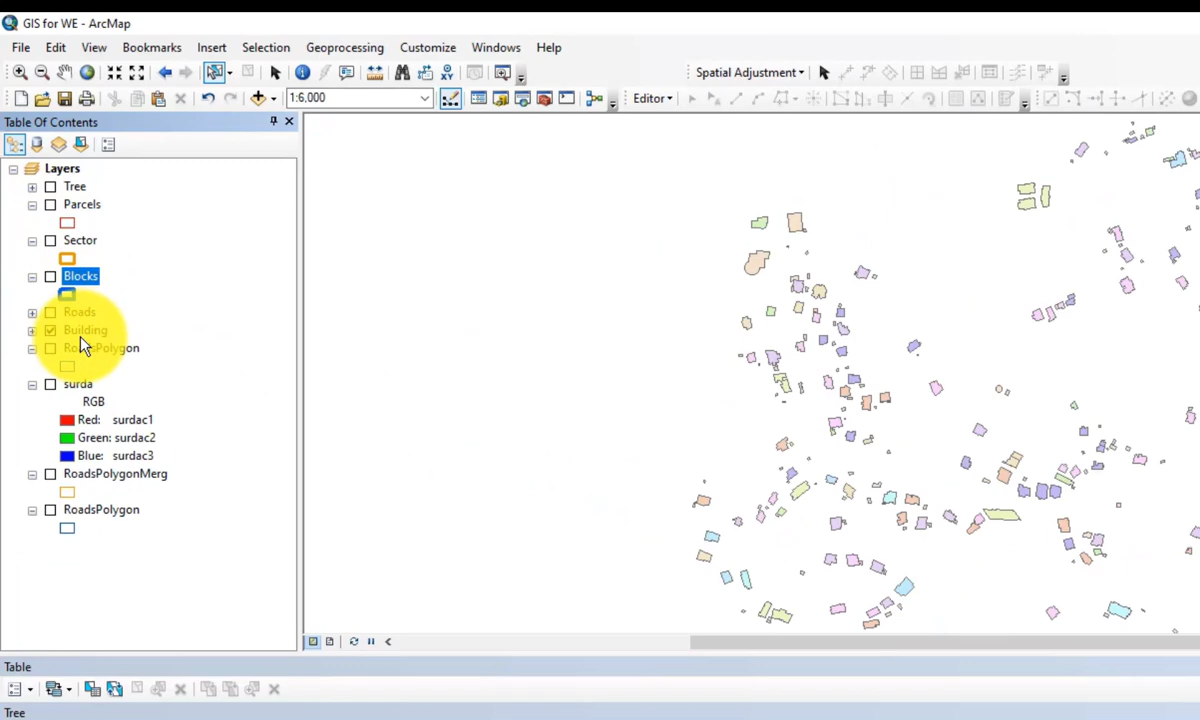 GIS for WE - ArcMap
File Edit View Bookmarks Insert Selection Geoprocessing Customize Windows Help
Spatial Adjustment
1:6,000
Editor
Table Of Contents
Layers
Tree
Parcels
Sector
Blocks
Roads
Building
RoadsPolygon
surda
RGB
Red: surdac1
Green: surdac2
Blue: surdac3
RoadsPolygonMerg
RoadsPolygon
Table
Tree